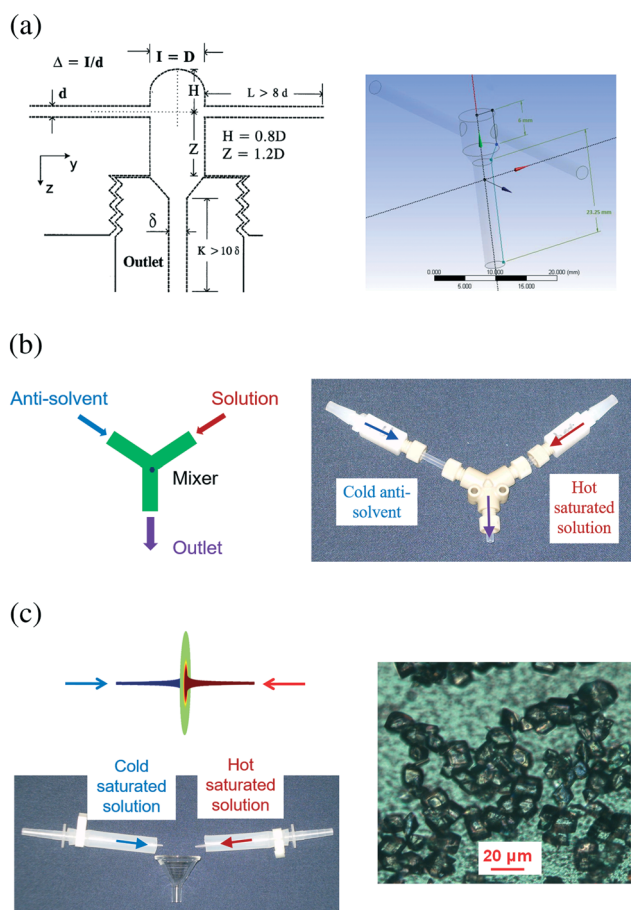 (a)
I = D
Δ = I/d
d
H
L > 8 d
y
z
Z
H = 0.8D
Z = 1.2D
δ
K > 10 δ
Outlet
6 mm
23.25 mm
0.000
10.000
20.000 (mm)
5.000
15.000
(b)
Anti-solvent
Solution
Mixer
Outlet
Cold anti-
solvent
Hot
saturated
solution
(c)
Cold
saturated
solution
Hot
saturated
solution
20 µm